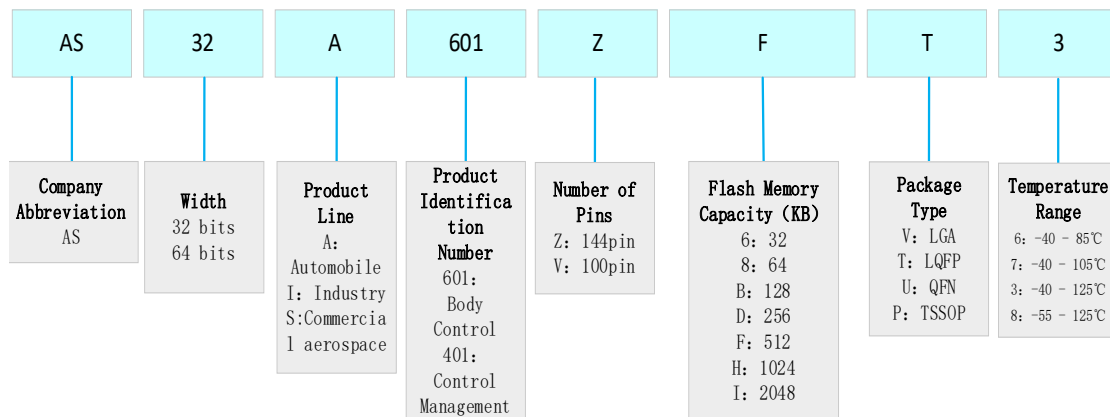 AS
32
A
601
Z
F
T
3
Company
Abbreviation
AS
Width
32 bits
64 bits
Product
Line
A:
Automobile
I: Industry
S:Commercia
l aerospace
Product
Identifica
tion
Number
601:
Body
Control
401:
Control
Management
Number of
Pins
Z: 144pin
V: 100pin
Flash Memory
Capacity (KB)
6: 32
8: 64
B: 128
D: 256
F: 512
H: 1024
I: 2048
Package
Type
V: LGA
T: LQFP
U: QFN
P: TSSOP
Temperature
Range
6: -40 - 85℃
7: -40 - 105℃
3: -40 - 125℃
8: -55 - 125℃